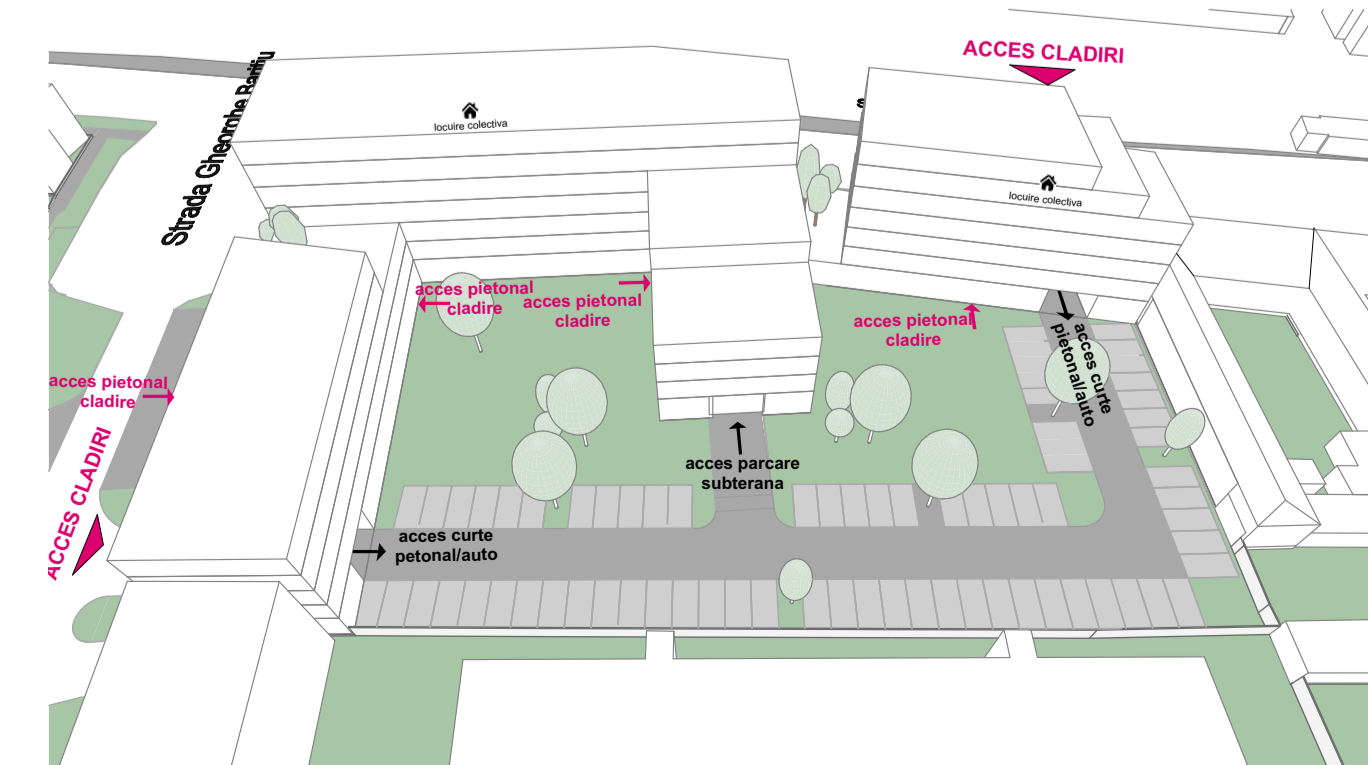 ACCES CLADIRI
Strada Gheorghe Baritiu
locuire colectiva
locuire colectiva
acces pietonal
cladire
acces pietonal
cladire
acces pietonal
cladire
acces pietonal
cladire
acces curte
pietonal/auto
ACCES CLADIRI
acces parcare
subterana
acces curte
petonal/auto